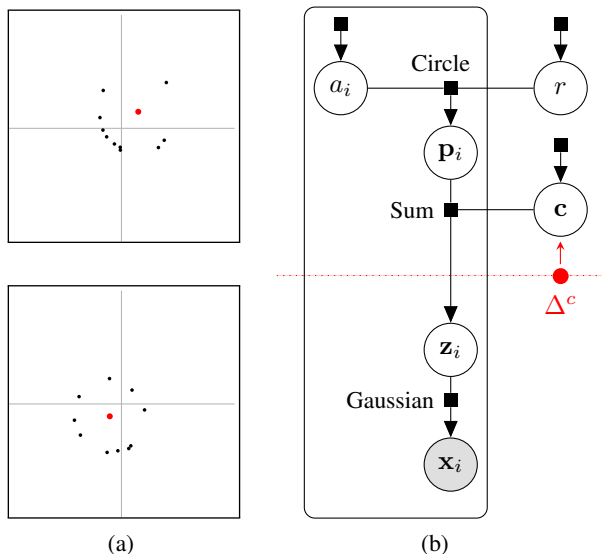 Circle
a_i
r
p_i
Sum
c
Δ^c
z_i
Gaussian
x_i
(a)
(b)